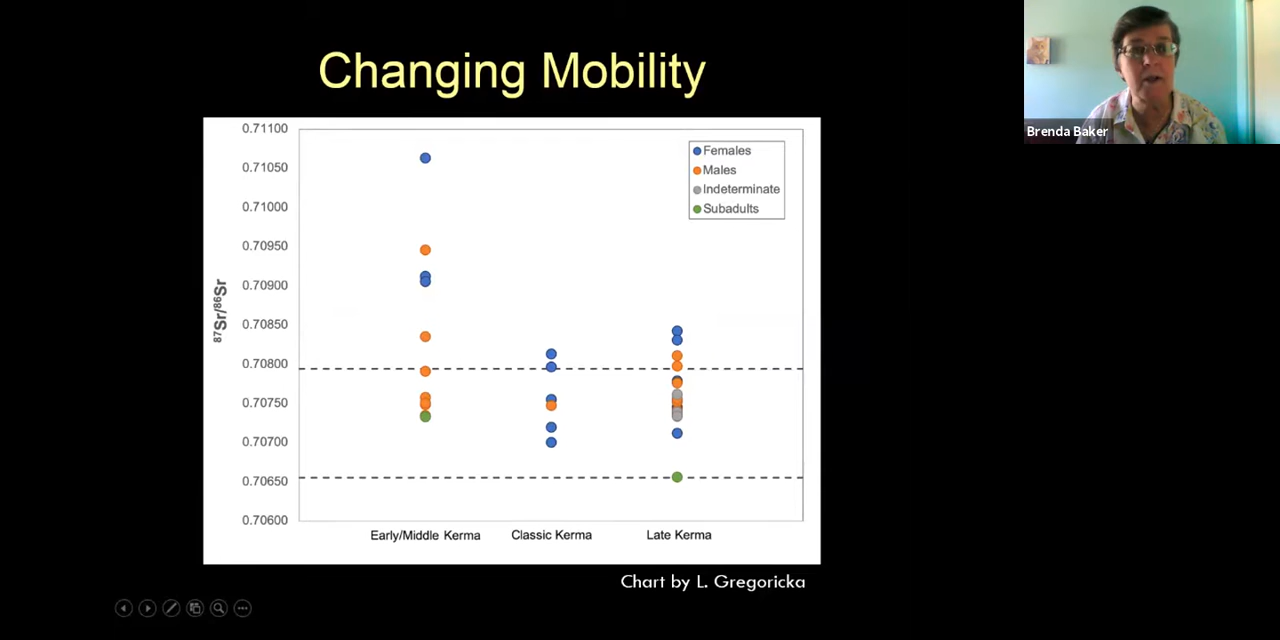 Changing Mobility
Brenda Baker
0.71100
0.71050
0.71000
0.70950
0.70900
0.70850
0.70800
0.70750
0.70700
0.70650
0.70600
87Sr/86Sr
Females
Males
Indeterminate
Subadults
Early/Middle Kerma
Classic Kerma
Late Kerma
Chart by L. Gregoricka